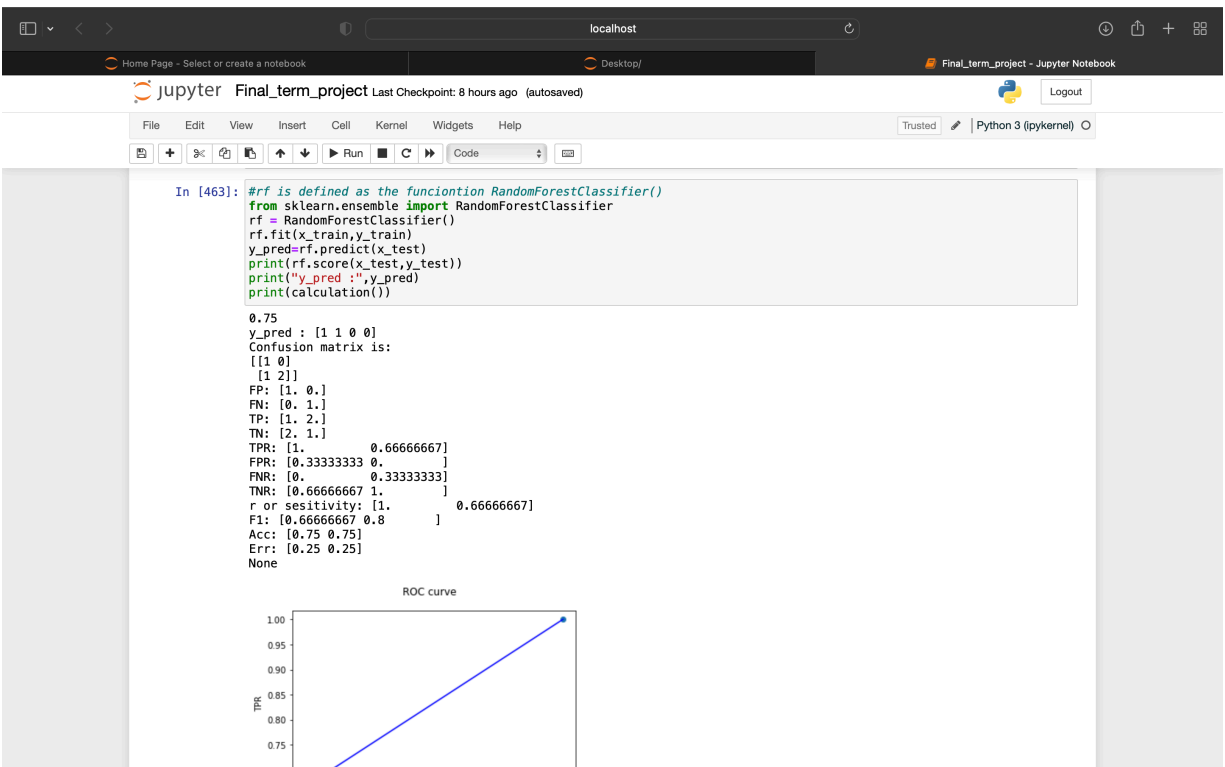 localhost
Home Page - Select or create a notebook
Desktop/
Final_term_project - Jupyter Notebook
jupyter Final_term_project Last Checkpoint: 8 hours ago (autosaved)
Logout
File Edit View Insert Cell Kernel Widgets Help
Trusted Python 3 (ipykernel)
Run Code
In [463]: #rf is defined as the funciontion RandomForestClassifier()
from sklearn.ensemble import RandomForestClassifier
rf = RandomForestClassifier()
rf.fit(x_train,y_train)
y_pred=rf.predict(x_test)
print(rf.score(x_test,y_test))
print("y_pred :",y_pred)
print(calculation())
0.75
y_pred : [1 1 0 0]
Confusion matrix is:
[[1 0]
 [1 2]]
FP: [1. 0.]
FN: [0. 1.]
TP: [1. 2.]
TN: [2. 1.]
TPR: [1.         0.66666667]
FPR: [0.33333333 0.        ]
FNR: [0.         0.33333333]
TNR: [0.66666667 1.        ]
r or sesitivity: [1.         0.66666667]
F1: [0.66666667 0.8       ]
Acc: [0.75 0.75]
Err: [0.25 0.25]
None
ROC curve
1.00
0.95
0.90
0.85
TPR
0.80
0.75